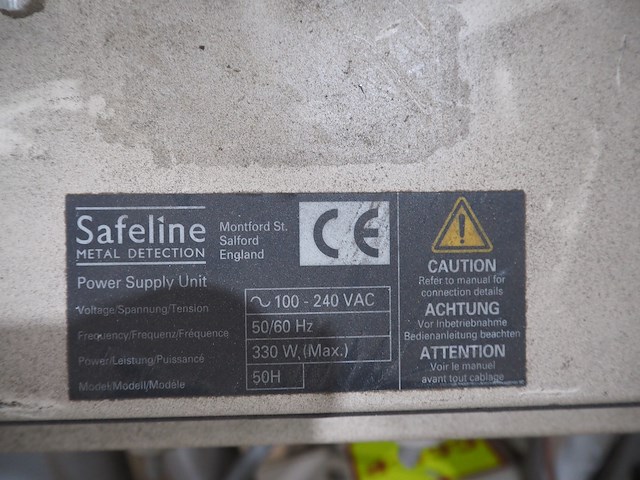 Safeline
METAL DETECTION
Montford St.
Salford
England
CE
Power Supply Unit
Voltage/Spannung/Tension
~ 100 - 240 VAC
Frequency/Frequenz/Fréquence
50/60 Hz
Power/Leistung/Puissance
330 W (Max.)
Model/Modell/Modèle
50H
CAUTION
Refer to manual for
connection details
ACHTUNG
Vor Inbetriebnahme
Bedienanleitung beachten
ATTENTION
Voir le manuel
avant tout cablage